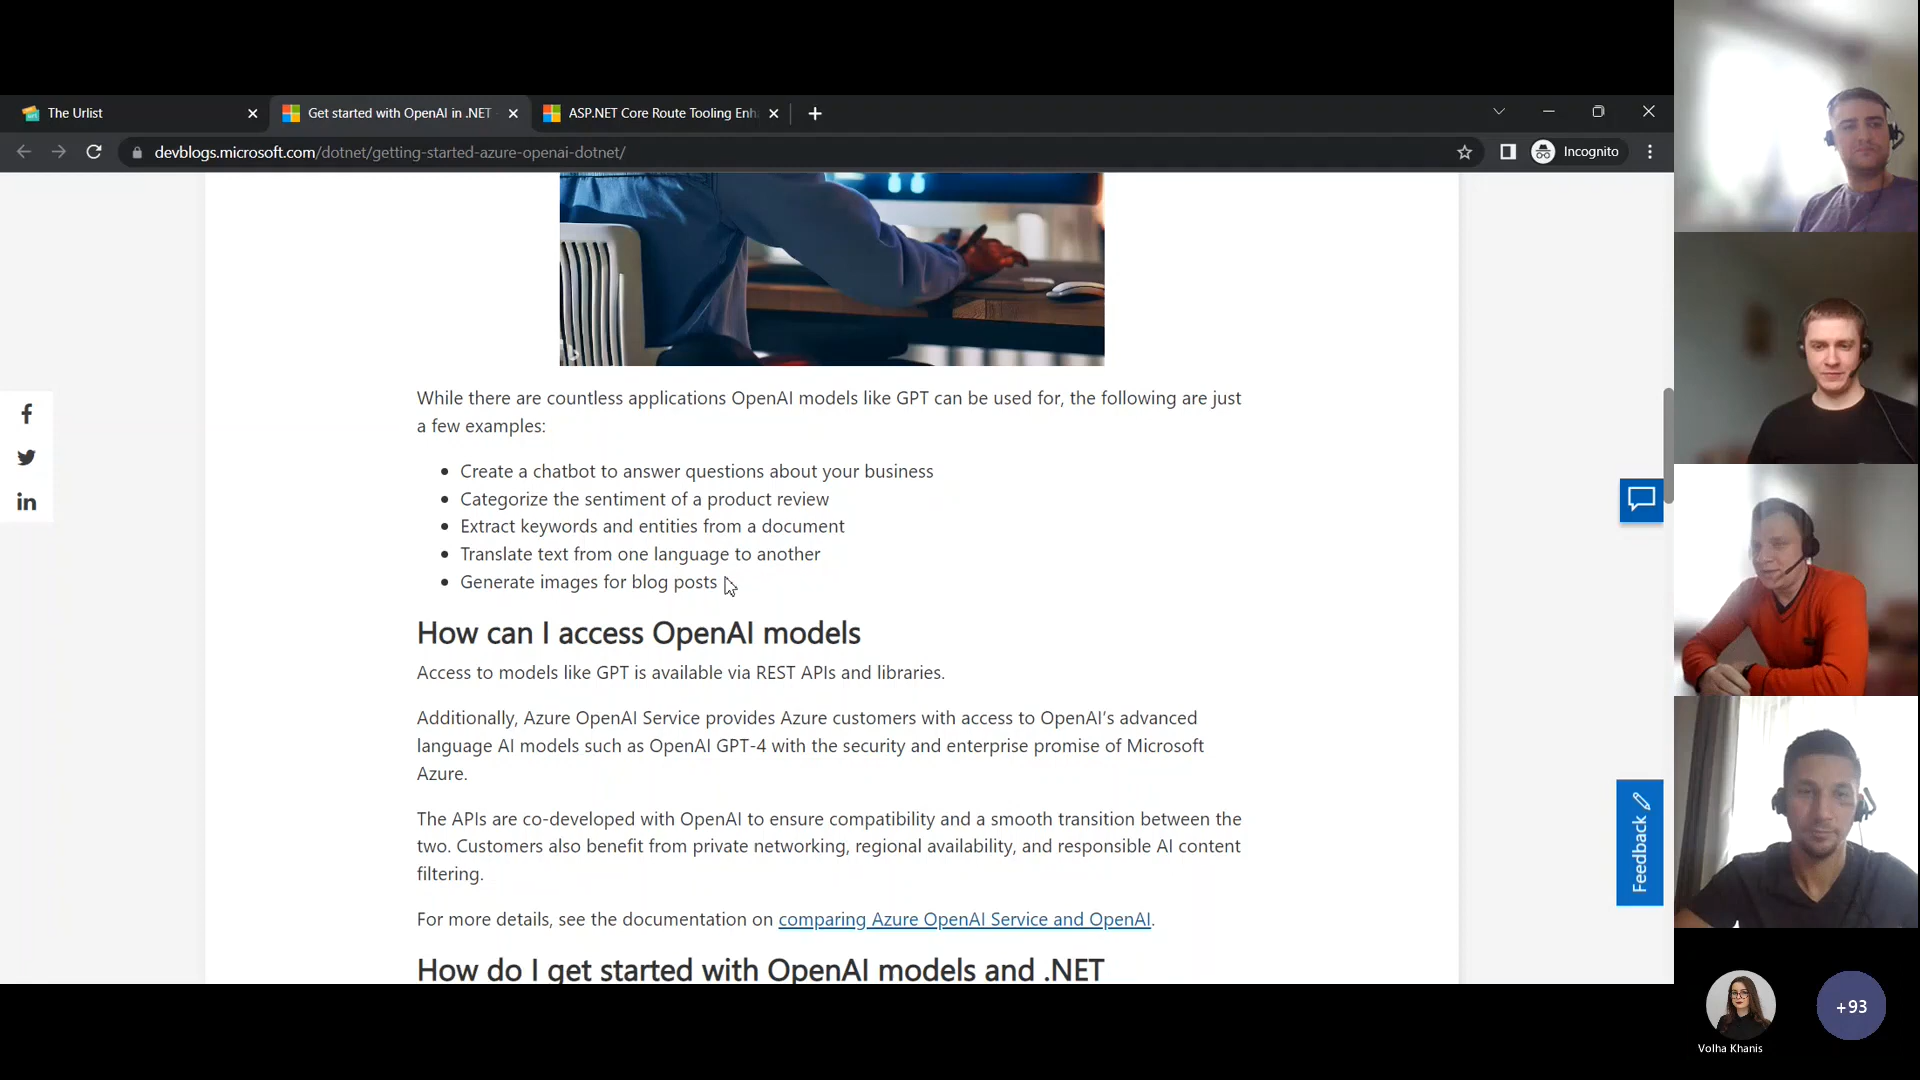 The Urlist
Get started with OpenAI in .NET
ASP.NET Core Route Tooling Enh
devblogs.microsoft.com/dotnet/getting-started-azure-openai-dotnet/
Incognito
While there are countless applications OpenAI models like GPT can be used for, the following are just
a few examples:
Create a chatbot to answer questions about your business
Categorize the sentiment of a product review
Extract keywords and entities from a document
Translate text from one language to another
Generate images for blog posts
How can I access OpenAI models
Access to models like GPT is available via REST APIs and libraries.
Additionally, Azure OpenAI Service provides Azure customers with access to OpenAI's advanced
language AI models such as OpenAI GPT-4 with the security and enterprise promise of Microsoft
Azure.
The APIs are co-developed with OpenAI to ensure compatibility and a smooth transition between the
two. Customers also benefit from private networking, regional availability, and responsible AI content
filtering.
For more details, see the documentation on comparing Azure OpenAI Service and OpenAI.
How do I get started with OpenAI models and .NET
Feedback
+93
Volha Khanis